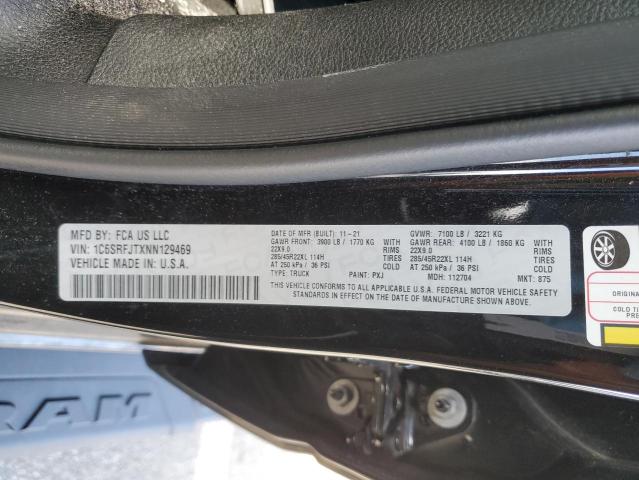 MFD BY: FCA US LLC
VIN: 1C6SRFJTXNN129469
VEHICLE MADE IN: U.S.A.
DATE OF MFR (BUILT): 11-21 GVWR: 7100 LB / 3221 KG
GAWR FRONT: 3900 LB / 1770 KG WITH GAWR REAR: 4100 LB / 1860 KG WITH
22X9.0 RIMS 22X9.0 RIMS
285/45R22XL 114H TIRES 285/45R22XL 114H TIRES
AT 250 kPa / 36 PSI COLD AT 250 kPa / 36 PSI COLD
TYPE: TRUCK PAINT: PXJ MDH: 112704 MKT: 875
THIS VEHICLE CONFORMS TO ALL APPLICABLE U.S.A. FEDERAL MOTOR VEHICLE SAFETY
STANDARDS IN EFFECT ON THE DATE OF MANUFACTURE SHOWN ABOVE.
ORIGINA
COLD TI
PRE
RAM